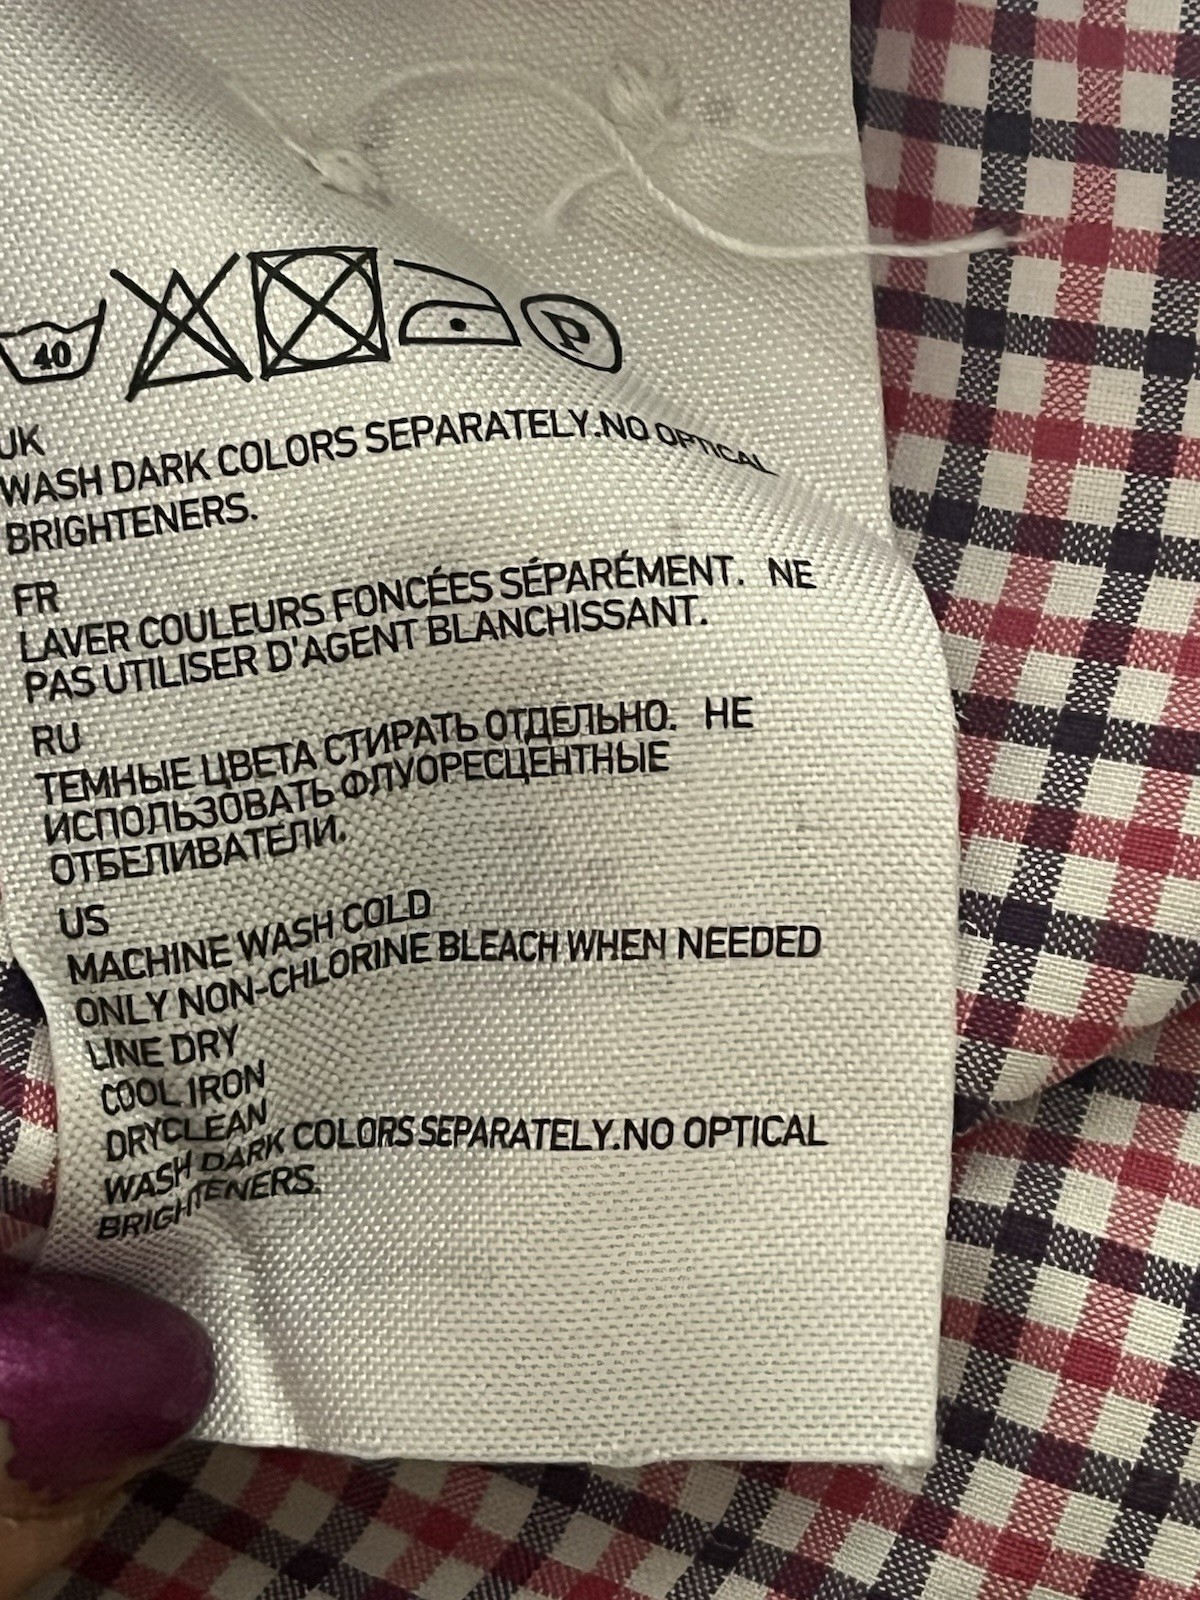 40
P
UK
WASH DARK COLORS SEPARATELY.NO OPTICAL
BRIGHTENERS.
FR
LAVER COULEURS FONCÉES SÉPARÉMENT. NE
PAS UTILISER D'AGENT BLANCHISSANT.
RU
ТЕМНЫЕ ЦВЕТА СТИРАТЬ ОТДЕЛЬНО. НЕ
ИСПОЛЬЗОВАТЬ ФЛУОРЕСЦЕНТНЫЕ
ОТБЕЛИВАТЕЛИ.
US
MACHINE WASH COLD
ONLY NON-CHLORINE BLEACH WHEN NEEDED
LINE DRY
COOL IRON
DRYCLEAN
WASH DARK COLORS SEPARATELY.NO OPTICAL
BRIGHTENERS.